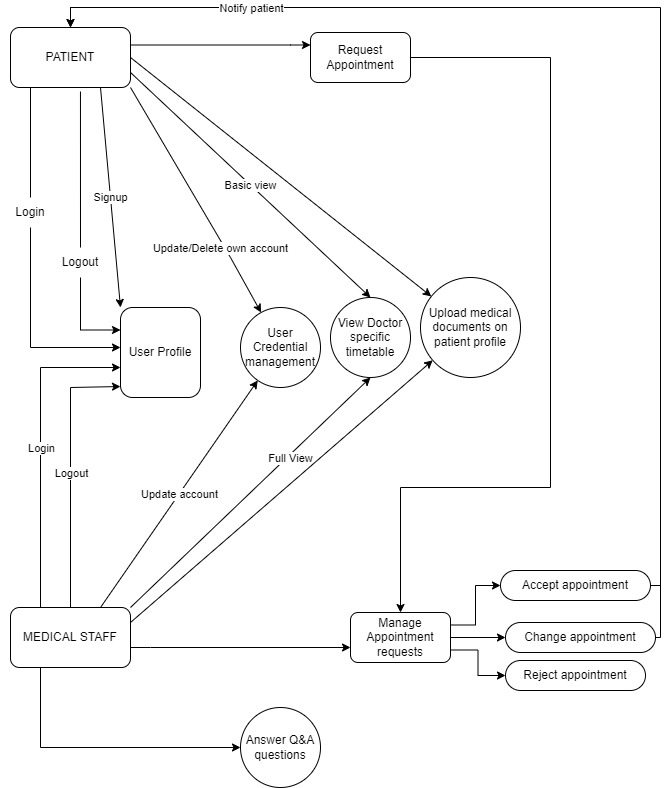 Notify patient
PATIENT
Request
Appointment
Basic view
Signup
Login
Update/Delete own account
Logout
User Profile
User
Credential
management
View Doctor
specific
timetable
Upload medical
documents on
patient profile
Login
Logout
Full View
Update account
MEDICAL STAFF
Manage
Appointment
requests
Accept appointment
Change appointment
Reject appointment
Answer Q&A
questions